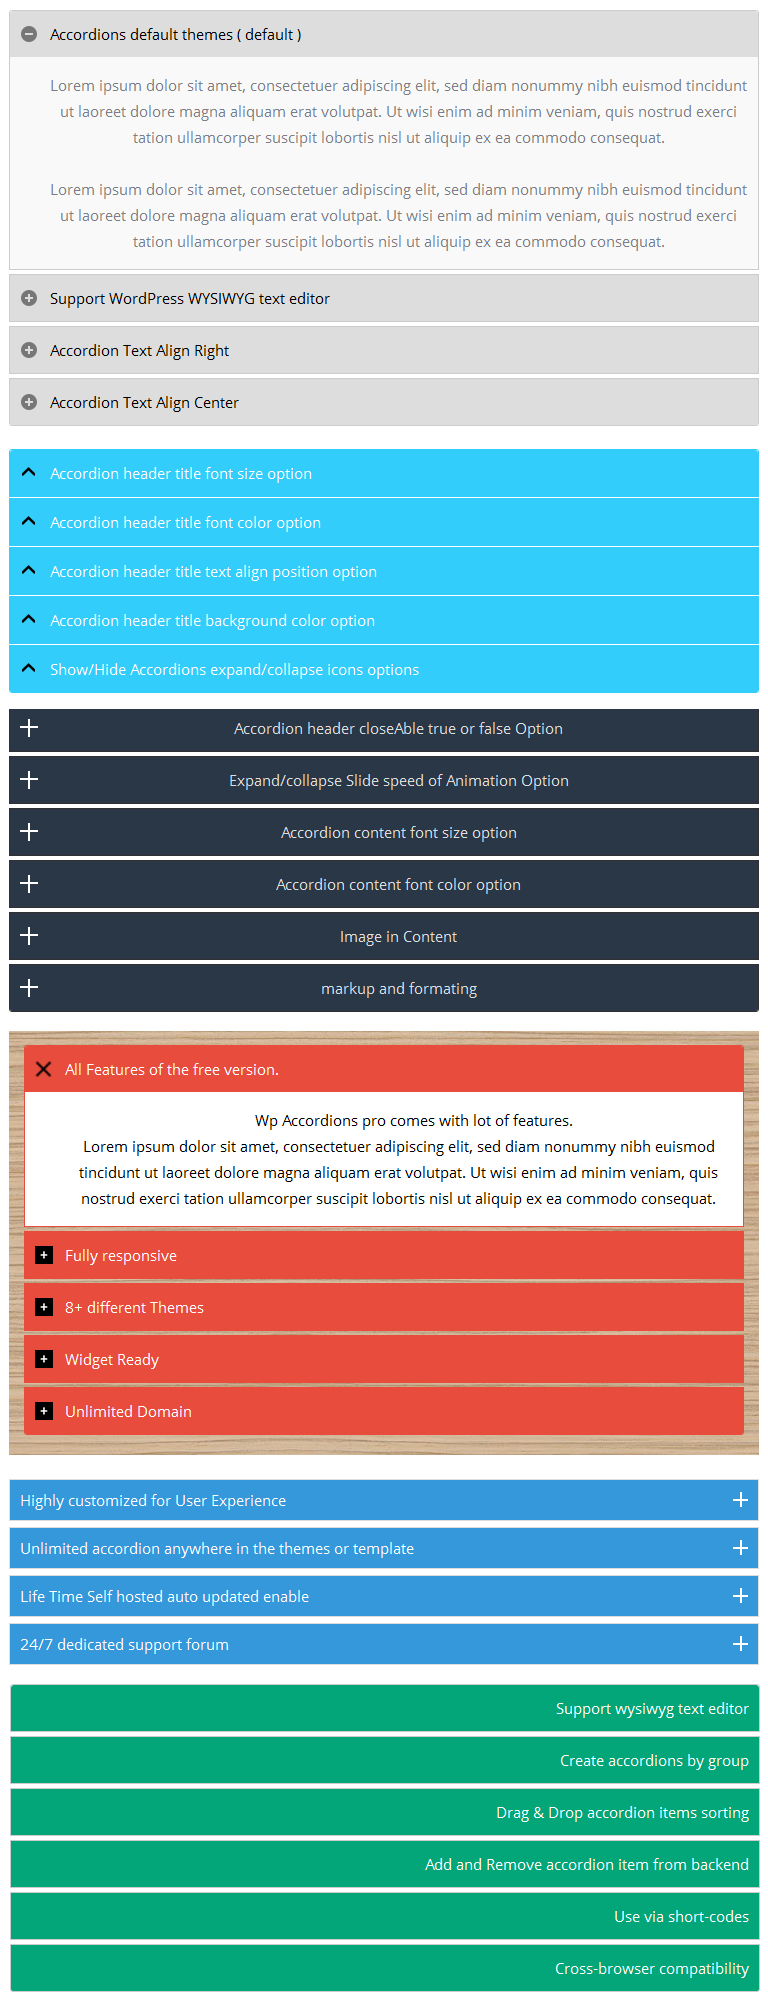 Accordions default themes ( default )
Lorem ipsum dolor sit amet, consectetuer adipiscing elit, sed diam nonummy nibh euismod tincidunt
ut laoreet dolore magna aliquam erat volutpat. Ut wisi enim ad minim veniam, quis nostrud exerci
tation ullamcorper suscipit lobortis nisl ut aliquip ex ea commodo consequat.
Lorem ipsum dolor sit amet, consectetuer adipiscing elit, sed diam nonummy nibh euismod tincidunt
ut laoreet dolore magna aliquam erat volutpat. Ut wisi enim ad minim veniam, quis nostrud exerci
tation ullamcorper suscipit lobortis nisl ut aliquip ex ea commodo consequat.
Support WordPress WYSIWYG text editor
Accordion Text Align Right
Accordion Text Align Center
Accordion header title font size option
Accordion header title font color option
Accordion header title text align position option
Accordion header title background color option
Show/Hide Accordions expand/collapse icons options
Accordion header closeAble true or false Option
Expand/collapse Slide speed of Animation Option
Accordion content font size option
Accordion content font color option
Image in Content
markup and formating
All Features of the free version.
Wp Accordions pro comes with lot of features.
Lorem ipsum dolor sit amet, consectetuer adipiscing elit, sed diam nonummy nibh euismod
tincidunt ut laoreet dolore magna aliquam erat volutpat. Ut wisi enim ad minim veniam, quis
nostrud exerci tation ullamcorper suscipit lobortis nisl ut aliquip ex ea commodo consequat.
Fully responsive
8+ different Themes
Widget Ready
Unlimited Domain
Highly customized for User Experience
Unlimited accordion anywhere in the themes or template
Life Time Self hosted auto updated enable
24/7 dedicated support forum
Support wysiwyg text editor
Create accordions by group
Drag & Drop accordion items sorting
Add and Remove accordion item from backend
Use via short-codes
Cross-browser compatibility